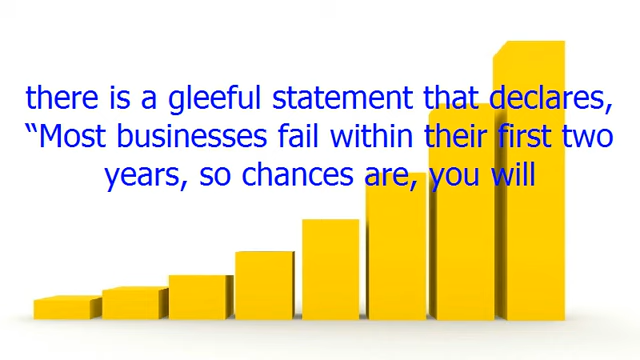 there is a gleeful statement that declares,
“Most businesses fail within their first two
years, so chances are, you will